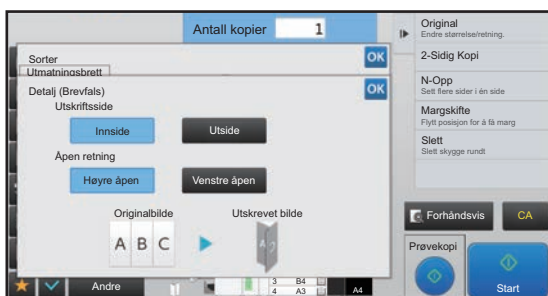 Antall kopier 1
Sorter
OK
Utmatningsbrett
Detalj (Brevfals)
OK
Utskriftsside
Innside
Utside
Åpen retning
Høyre åpen
Venstre åpen
Originalbilde
Utskrevet bilde
A B C
Andre
3 B4
4 A3
A4
Original
Endre størrelse/retning.
2-Sidig Kopi
N-Opp
Sett flere sider i én side
Margskifte
Flytt posisjon for å få marg
Slett
Slett skygge rundt
Forhåndsvis
CA
Prøvekopi
Start